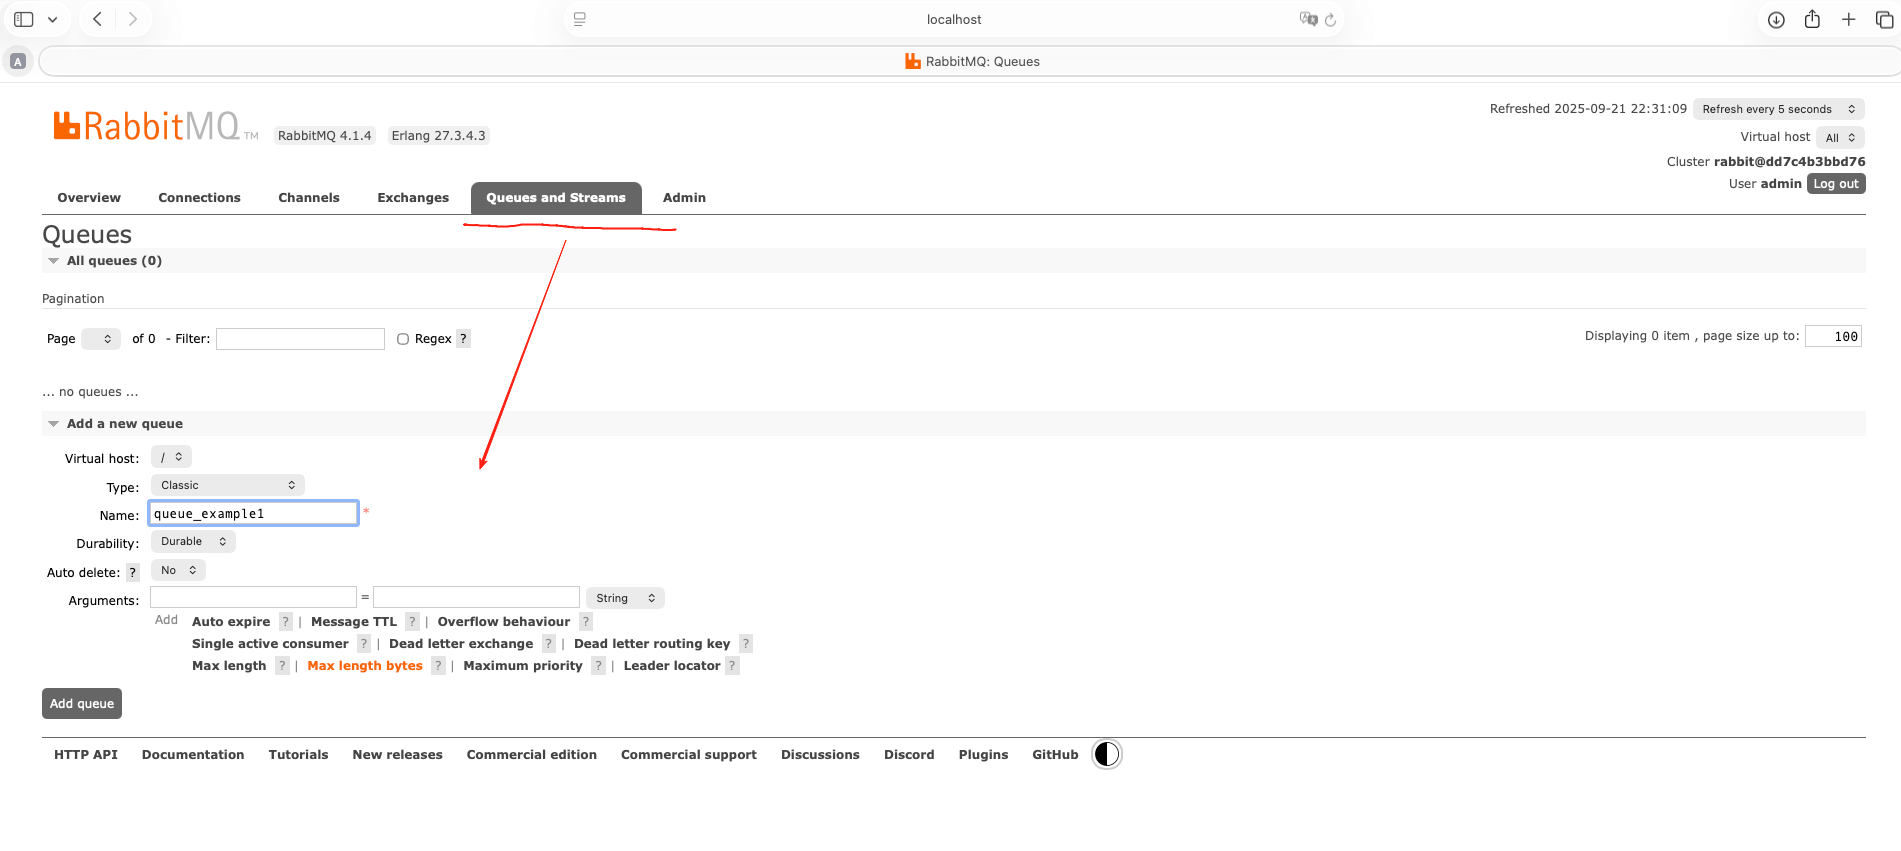 localhost
A
RabbitMQ: Queues
RabbitMQ TM RabbitMQ 4.1.4 Erlang 27.3.4.3
Refreshed 2025-09-21 22:31:09 Refresh every 5 seconds
Virtual host All
Cluster rabbit@dd7c4b3bbd76
User admin Log out
Overview Connections Channels Exchanges Queues and Streams Admin
Queues
All queues (0)
Pagination
Page of 0 - Filter: Regex ? Displaying 0 item , page size up to: 100
... no queues ...
Add a new queue
Virtual host: /
Type: Classic
Name: queue_example1 *
Durability: Durable
Auto delete: ? No
Arguments: = String
Add Auto expire ? | Message TTL ? | Overflow behaviour ?
Single active consumer ? | Dead letter exchange ? | Dead letter routing key ?
Max length ? | Max length bytes ? | Maximum priority ? | Leader locator ?
Add queue
HTTP API Documentation Tutorials New releases Commercial edition Commercial support Discussions Discord Plugins GitHub